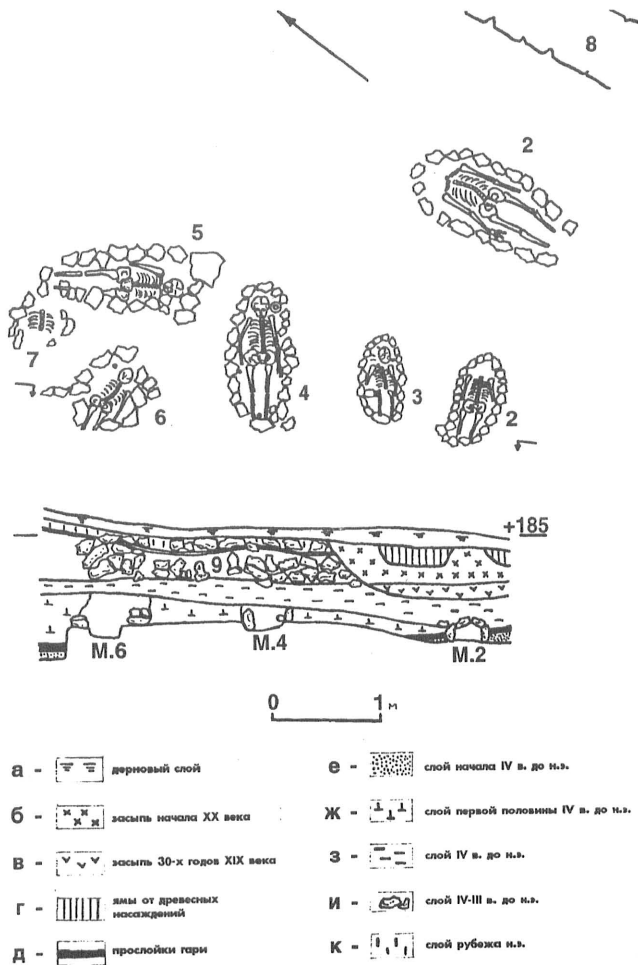 8
2
5
7
6
4
3
2
+185
9
М.6
М.4
М.2
0 1 м
а - дерновый слой
б - засыпь начала XX века
в - засыпь 30-х годов XIX века
г - ямы от древесных
насаждений
д - прослойки гари
е - слой начала IV в. до н.э.
ж - слой первой половины IV в. до н.э.
з - слой IV в. до н.э.
и - слой IV-III в. до н.э.
к - слой рубежа н.э.